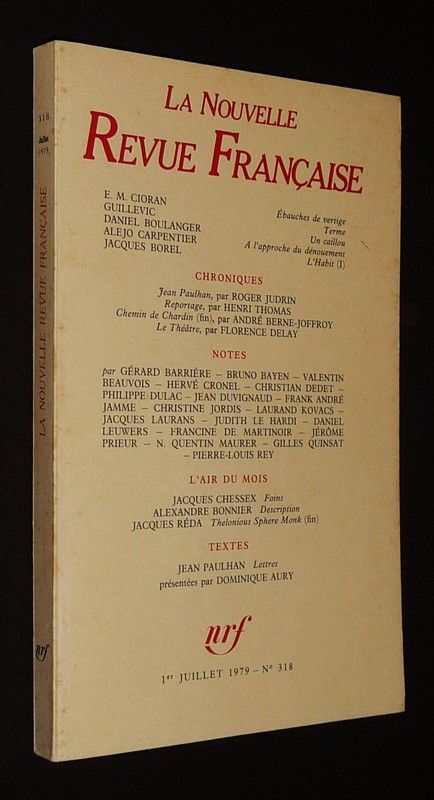 318
Juillet
1979
LA NOUVELLE REVUE FRANÇAISE
nrf
LA NOUVELLE
REVUE FRANÇAISE
E. M. CIORAN Ébauches de vertige
GUILLEVIC Terme
DANIEL BOULANGER Un caillou
ALEJO CARPENTIER A l'approche du dénouement
JACQUES BOREL L'Habit (I)
CHRONIQUES
Jean Paulhan, par ROGER JUDRIN
Reportage, par HENRI THOMAS
Chemin de Chardin (fin), par ANDRÉ BERNE-JOFFROY
Le Théâtre, par FLORENCE DELAY
NOTES
par GÉRARD BARRIÈRE – BRUNO BAYEN – VALENTIN
BEAUVOIS – HERVÉ CRONEL – CHRISTIAN DEDET –
PHILIPPE DULAC – JEAN DUVIGNAUD – FRANK ANDRÉ
JAMME – CHRISTINE JORDIS – LAURAND KOVACS –
JACQUES LAURANS – JUDITH LE HARDI – DANIEL
LEUWERS – FRANCINE DE MARTINOIR – JÉRÔME
PRIEUR – N. QUENTIN MAURER – GILLES QUINSAT
– PIERRE-LOUIS REY
L'AIR DU MOIS
JACQUES CHESSEX Foins
ALEXANDRE BONNIER Description
JACQUES RÉDA Thelonious Sphere Monk (fin)
TEXTES
JEAN PAULHAN Lettres
présentées par DOMINIQUE AURY
nrf
1er JUILLET 1979 – N° 318